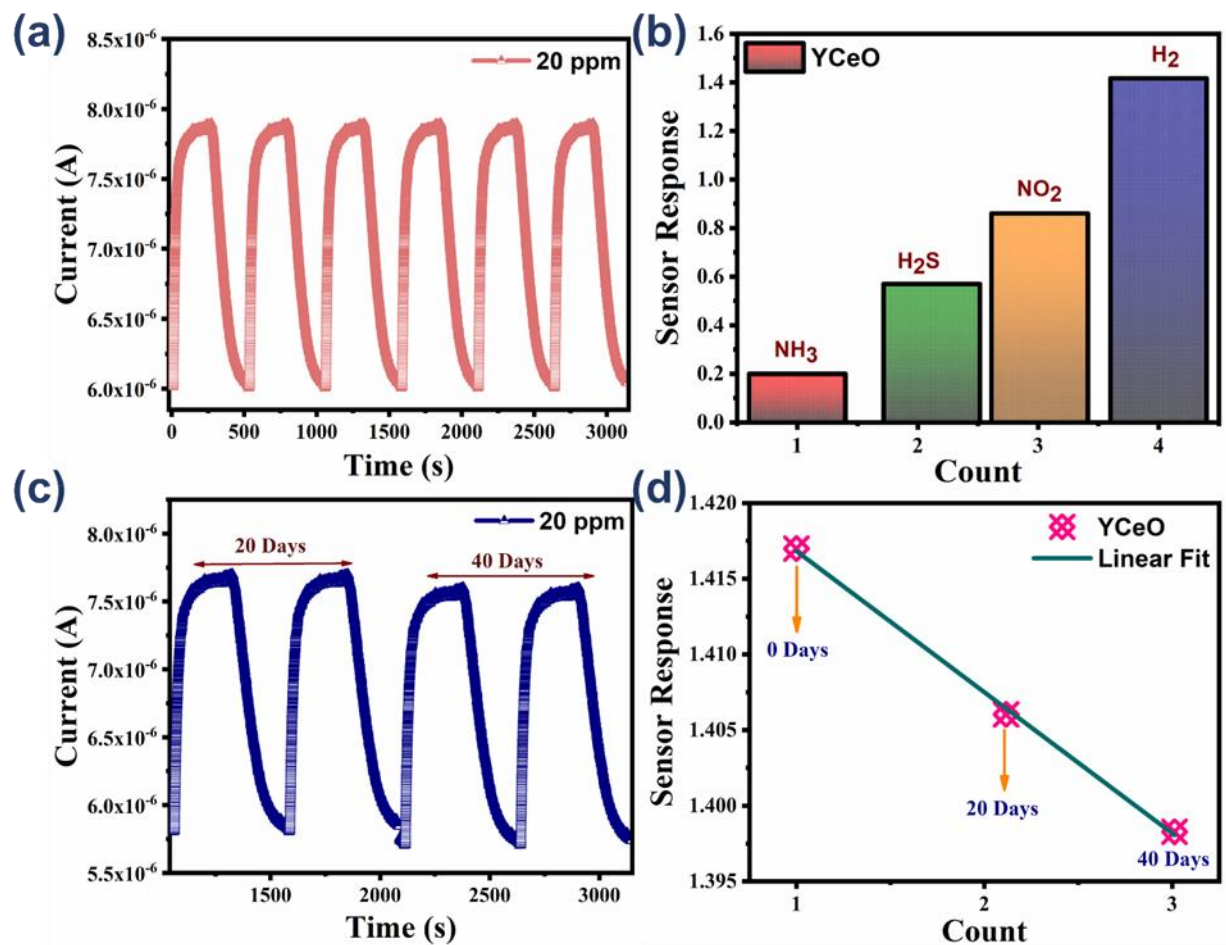 (a)
8.5x10⁻⁶
8.0x10⁻⁶
7.5x10⁻⁶
7.0x10⁻⁶
6.5x10⁻⁶
6.0x10⁻⁶
Current (A)
20 ppm
0 500 1000 1500 2000 2500 3000
Time (s)
(b)
1.6
1.4
1.2
1.0
0.8
0.6
0.4
0.2
0.0
Sensor Response
YCeO
NH₃
H₂S
NO₂
H₂
1 2 3 4
Count
(c)
8.0x10⁻⁶
7.5x10⁻⁶
7.0x10⁻⁶
6.5x10⁻⁶
6.0x10⁻⁶
5.5x10⁻⁶
Current (A)
20 ppm
20 Days
40 Days
1500 2000 2500 3000
Time (s)
(d)
1.420
1.415
1.410
1.405
1.400
1.395
Sensor Response
YCeO
Linear Fit
0 Days
20 Days
40 Days
1 2 3
Count